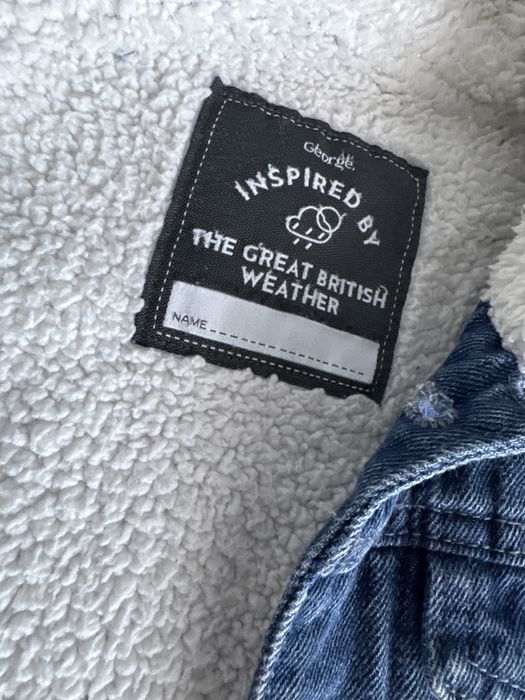 George.
INSPIRED BY
THE GREAT BRITISH
WEATHER
NAME